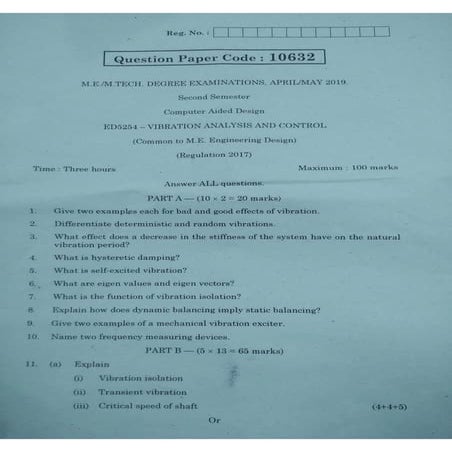 Reg. No. :
Question Paper Code : 10632
M.E./M.TECH. DEGREE EXAMINATIONS, APRIL/MAY 2019.
Second Semester
Computer Aided Design
ED5254 – VIBRATION ANALYSIS AND CONTROL
(Common to M.E. Engineering Design)
(Regulation 2017)
Time : Three hours Maximum : 100 marks
Answer ALL questions.
PART A — (10 × 2 = 20 marks)
1. Give two examples each for bad and good effects of vibration.
2. Differentiate deterministic and random vibrations.
3. What effect does a decrease in the stiffness of the system have on the natural
vibration period?
4. What is hysteretic damping?
5. What is self-excited vibration?
6. What are eigen values and eigen vectors?
7. What is the function of vibration isolation?
8. Explain how does dynamic balancing imply static balancing?
9. Give two examples of a mechanical vibration exciter.
10. Name two frequency measuring devices.
PART B — (5 × 13 = 65 marks)
11. (a) Explain
(i) Vibration isolation
(ii) Transient vibration
(iii) Critical speed of shaft (4+4+5)
Or